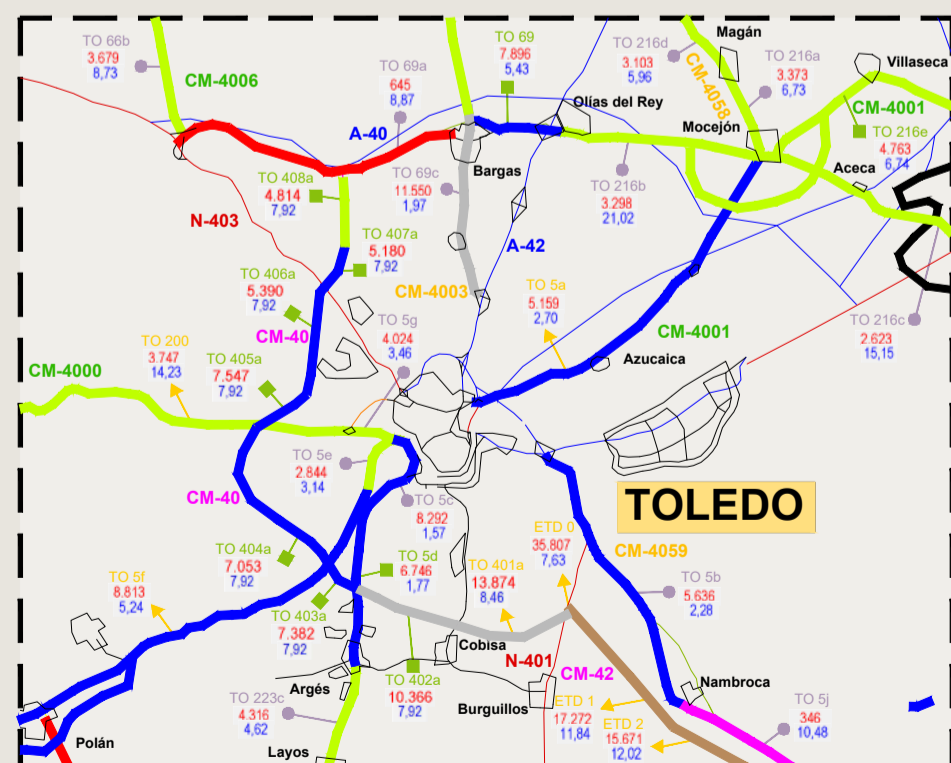 Magán
TO 66b
3.679
8,73
CM-4006
TO 69a
645
8,87
TO 69
7.896
5,43
TO 216d
3.103
5,96
CM-4058
TO 216a
3.373
6,73
Villaseca
CM-4001
Olías del Rey
A-40
Mocejón
TO 216e
4.763
6,74
Aceca
Bargas
TO 408a
4.814
7,92
TO 69c
11.550
1,97
TO 216b
3.298
21,02
N-403
TO 407a
5.180
7,92
A-42
TO 406a
5.390
7,92
CM-4003
TO 5a
5.159
2,70
TO 216c
2.623
15,15
CM-40
TO 5g
4.024
3,46
CM-4001
TO 200
3.747
14,23
CM-4000
TO 405a
7.547
7,92
Azucaica
TO 5e
2.844
3,14
CM-40
TO 5c
8.292
1,57
TOLEDO
ETD 0
35.807
7,63
CM-4059
TO 404a
7.053
7,92
TO 5d
6.746
1,77
TO 401a
13.874
8,46
TO 5f
8.813
5,24
TO 5b
5.636
2,28
TO 403a
7.382
7,92
Cobisa
N-401
CM-42
TO 402a
10.366
7,92
Argés
Nambroca
TO 223c
4.316
4,62
Burguillos
ETD 1
17.272
11,84
ETD 2
15.671
12,02
TO 5j
346
10,48
Polán
Layos